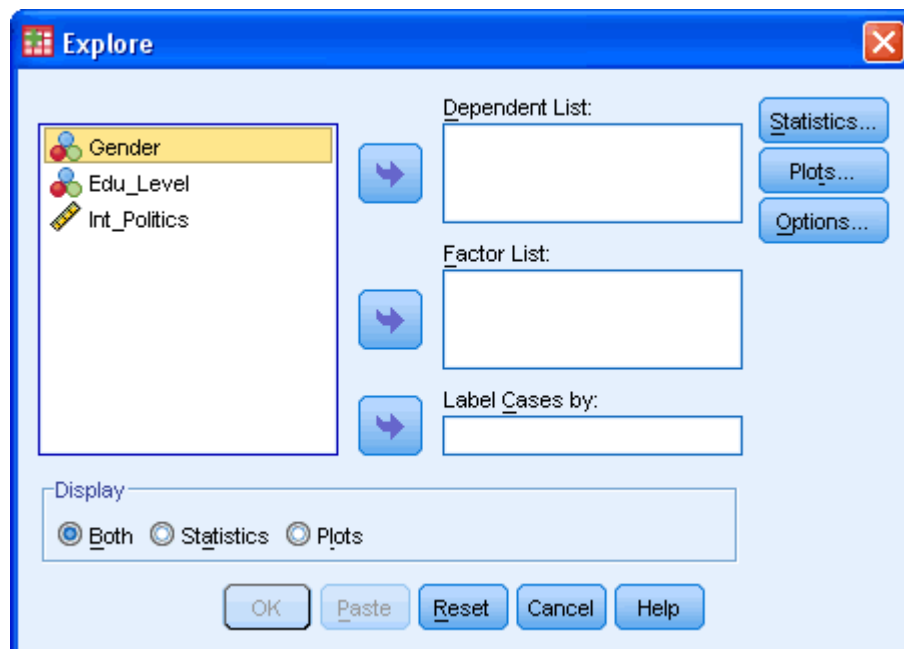 Explore
Gender
Edu_Level
Int_Politics
Dependent List:
Factor List:
Label Cases by:
Statistics...
Plots...
Options...
Display
Both Statistics Plots
OK Paste Reset Cancel Help